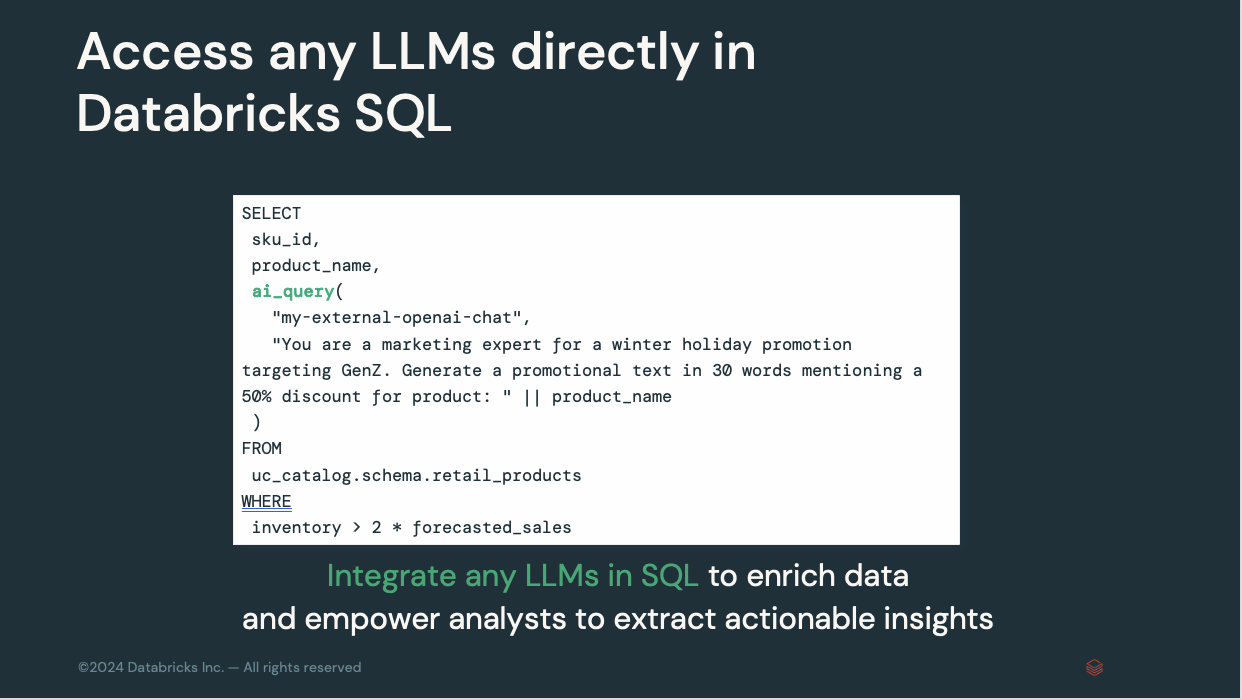 Access any LLMs directly in
Databricks SQL
SELECT
sku_id,
product_name,
ai_query(
"my-external-openai-chat",
"You are a marketing expert for a winter holiday promotion
targeting GenZ. Generate a promotional text in 30 words mentioning a
50% discount for product: " || product_name
)
FROM
uc_catalog.schema.retail_products
WHERE
inventory > 2 * forecasted_sales
Integrate any LLMs in SQL to enrich data
and empower analysts to extract actionable insights
©2024 Databricks Inc. — All rights reserved